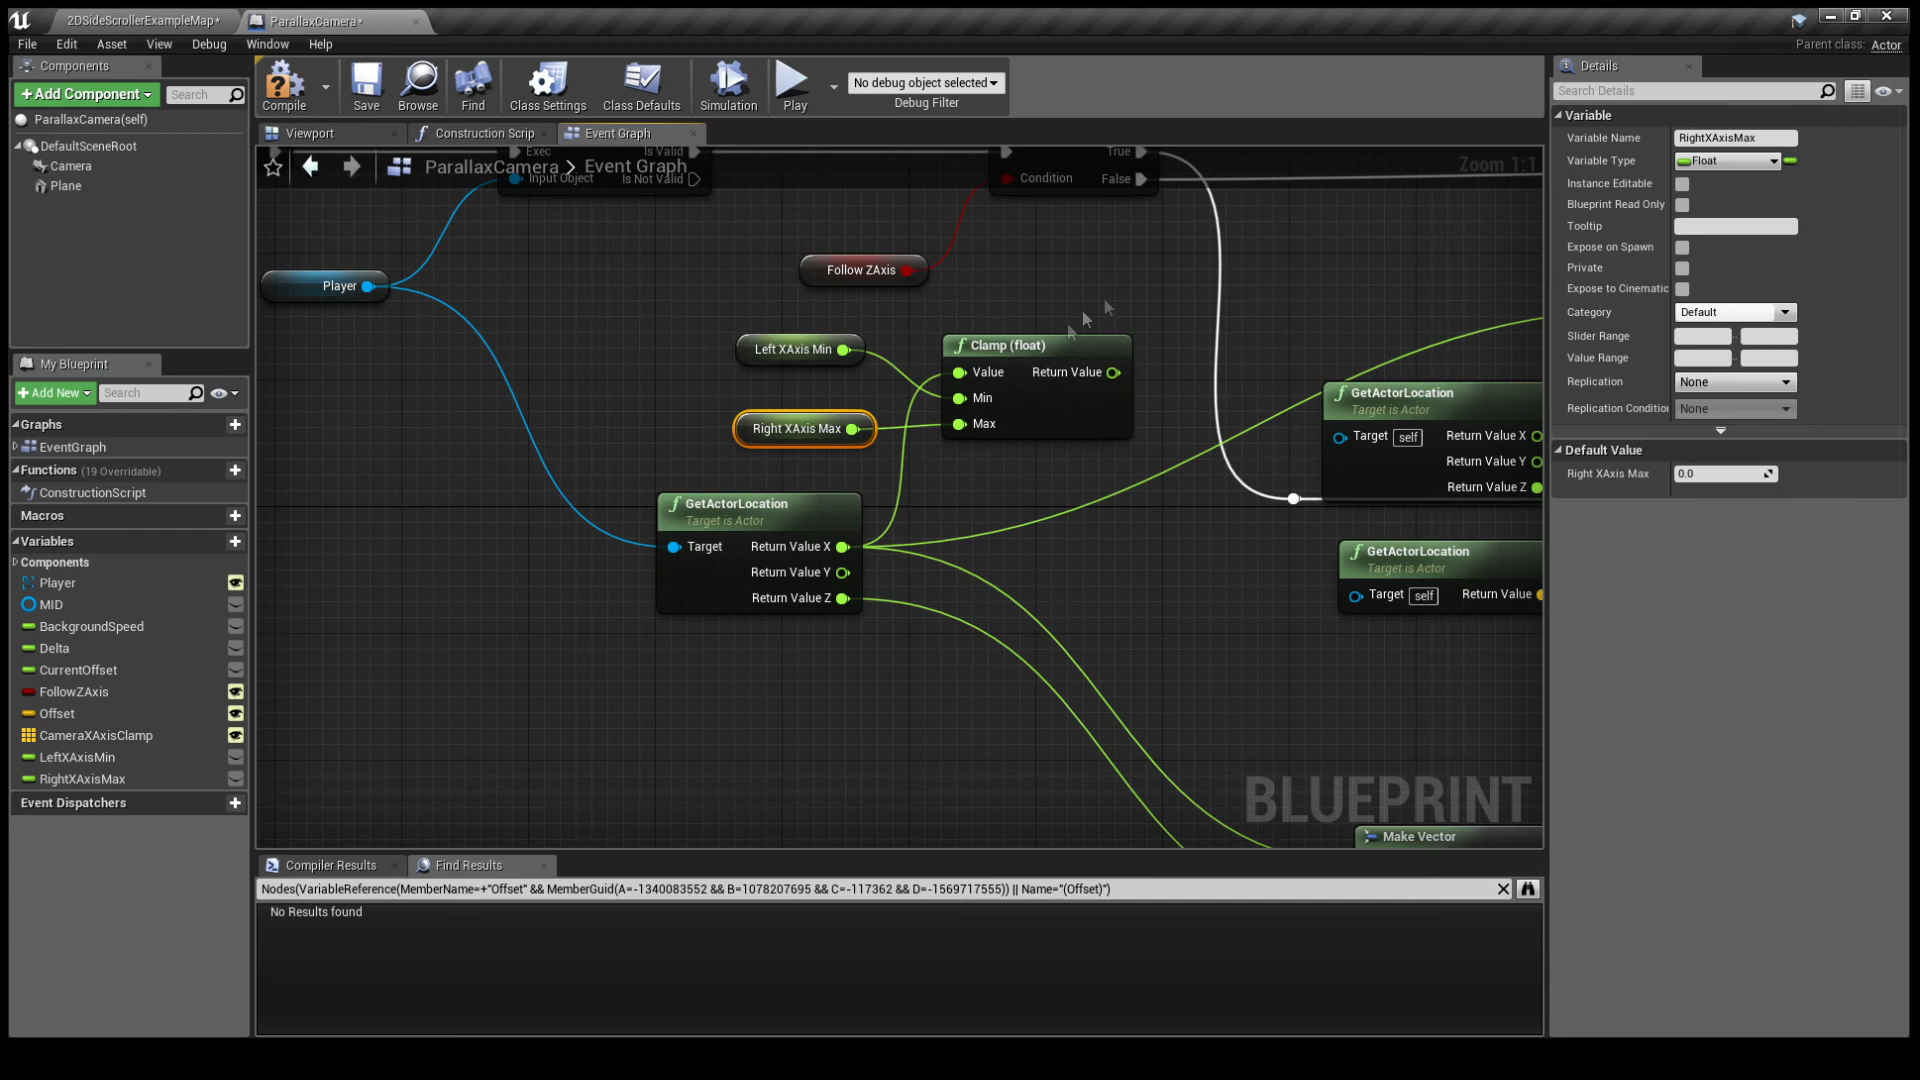 2DSideScrollerExampleMap*
ParallaxCamera*
File Edit Asset View Debug Window Help
Parent class: Actor
Components
+Add Component
Search
ParallaxCamera(self)
DefaultSceneRoot
Camera
Plane
My Blueprint
+Add New
Search
Graphs
EventGraph
Functions (19 Overridable)
ConstructionScript
Macros
Variables
Components
Player
MID
BackgroundSpeed
Delta
CurrentOffset
FollowZAxis
Offset
CameraXAxisClamp
LeftXAxisMin
RightXAxisMax
Event Dispatchers
Compile
Save
Browse
Find
Class Settings
Class Defaults
Simulation
Play
No debug object selected
Debug Filter
Viewport
Construction Scrip
Event Graph
ParallaxCamera > Event Graph
Zoom 1:1
Exec
Is Valid
Input Object
Is Not Valid
True
Condition
False
Player
Follow ZAxis
Left XAxis Min
Right XAxis Max
Clamp (float)
Value
Return Value
Min
Max
GetActorLocation
Target is Actor
Target
Return Value X
Return Value Y
Return Value Z
GetActorLocation
Target is Actor
Target self
Return Value X
Return Value Y
Return Value Z
GetActorLocation
Target is Actor
Target self
Return Value
Make Vector
BLUEPRINT
Compiler Results
Find Results
Nodes(VariableReference(MemberName=+"Offset" && MemberGuid(A=-1340083552 && B=1078207695 && C=-117362 && D=-1569717555)) || Name="(Offset)")
No Results found
Details
Search Details
Variable
Variable Name RightXAxisMax
Variable Type Float
Instance Editable
Blueprint Read Only
Tooltip
Expose on Spawn
Private
Expose to Cinematic
Category Default
Slider Range
Value Range
Replication None
Replication Conditio None
Default Value
Right XAxis Max 0.0